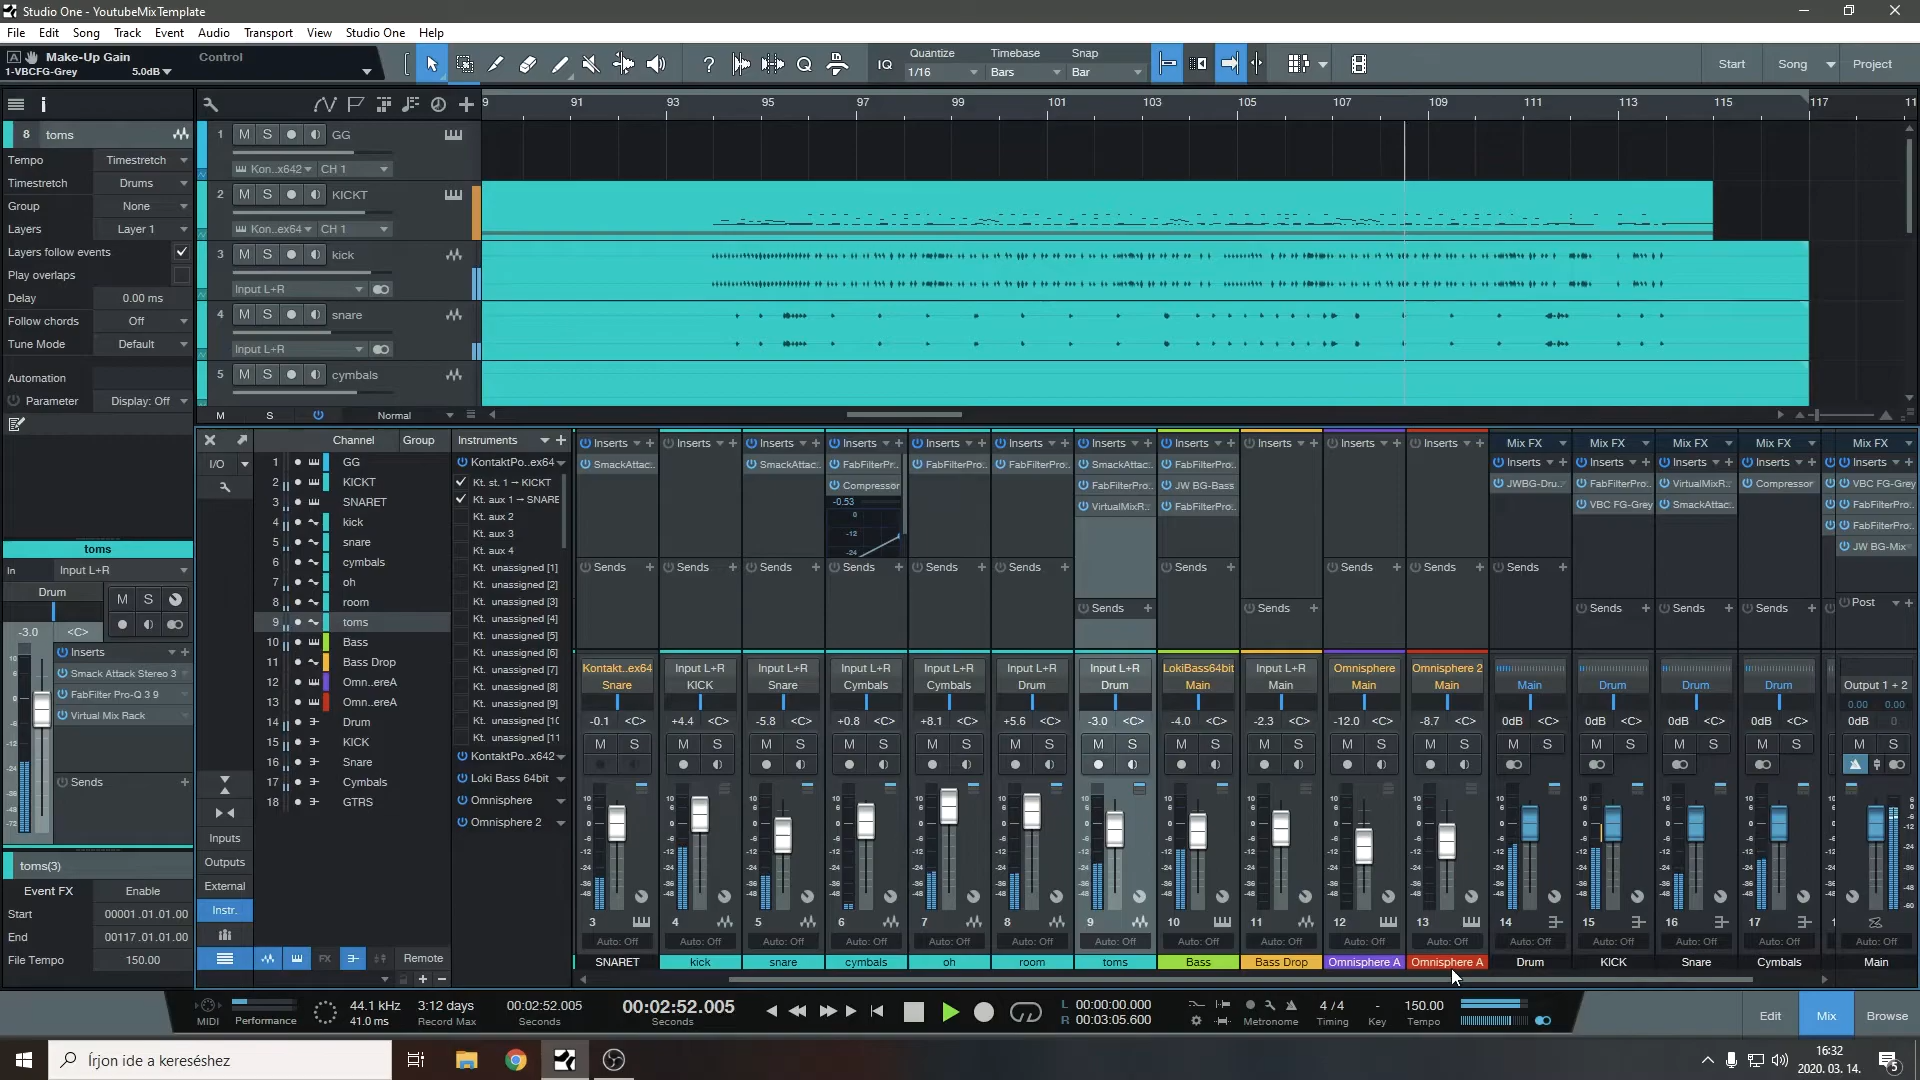 Studio One - YoutubeMixTemplate
File Edit Song Track Event Audio Transport View Studio One Help
Make-Up Gain Control
1-VBCFG-Grey 5.0dB
Quantize Timebase Snap
IQ 1/16 Bars Bar
Start Song Project
9 91 93 95 97 99 101 103 105 107 109 111 113 115 117 11
8 toms
Tempo Timestretch
Timestretch Drums
Group None
Layers Layer 1
Layers follow events
Play overlaps
Delay 0.00 ms
Follow chords Off
Tune Mode Default
Automation
Parameter Display: Off
1 M S GG
Kon..x642 CH 1
2 M S KICKT
Kon..ex64 CH 1
3 M S kick
Input L+R
4 M S snare
Input L+R
5 M S cymbals
M S Normal
toms
In Input L+R
Drum
M S
-3.0 <C>
Inserts
Smack Attack Stereo 3
FabFilter Pro-Q 3 9
Virtual Mix Rack
Sends
toms(3)
Event FX Enable
Start 00001.01.01.00
End 00117.01.01.00
File Tempo 150.00
I/O
Inputs
Outputs
External
Instr.
Channel Group
1 GG
2 KICKT
3 SNARET
4 kick
5 snare
6 cymbals
7 oh
8 room
9 toms
10 Bass
11 Bass Drop
12 Omn..ereA
13 Omn..ereA
14 Drum
15 KICK
16 Snare
17 Cymbals
18 GTRS
FX Remote
Instruments
KontaktPo..ex64
Kt. st. 1 → KICKT
Kt. aux 1 → SNARE
Kt. aux 2
Kt. aux 3
Kt. aux 4
Kt. unassigned [1]
Kt. unassigned [2]
Kt. unassigned [3]
Kt. unassigned [4]
Kt. unassigned [5]
Kt. unassigned [6]
Kt. unassigned [7]
Kt. unassigned [8]
Kt. unassigned [9]
Kt. unassigned [10
Kt. unassigned [11
KontaktPo..x642
Loki Bass 64bit
Omnisphere
Omnisphere 2
Inserts Inserts Inserts Inserts Inserts Inserts Inserts Inserts Inserts Inserts Inserts Mix FX Mix FX Mix FX Mix FX Mix FX
Inserts Inserts Inserts Inserts Inserts
SmackAttac.. SmackAttac.. FabFilterPro.. FabFilterPro.. FabFilterPro.. SmackAttac.. FabFilterPro..
Compressor FabFilterPro.. JW BG-Bass JWBG-Dru.. FabFilterPro.. VirtualMixR.. Compressor VBC FG-Grey
-0.53 VirtualMixR.. FabFilterPro.. VBC FG-Grey SmackAttac.. FabFilterPro..
0
FabFilterPro..
-12
JW BG-Mix
-24
Sends Sends Sends Sends Sends Sends Sends Sends Sends Sends
Sends Sends Sends Sends Sends Post
Kontakt..ex64 Input L+R Input L+R Input L+R Input L+R Input L+R Input L+R LokiBass64bit Input L+R Omnisphere Omnisphere 2
Snare KICK Snare Cymbals Cymbals Drum Drum Main Main Main Main Main Drum Drum Drum Output 1 + 2
0.00 0.00
-0.1 <C> +4.4 <C> -5.8 <C> +0.8 <C> +8.1 <C> +5.6 <C> -3.0 <C> -4.0 <C> -2.3 <C> -12.0 <C> -8.7 <C> 0dB <C> 0dB <C> 0dB <C> 0dB <C> 0dB 0
M S M S M S M S M S M S M S M S M S M S M S M S M S M S M S M S
3 4 5 6 7 8 9 10 11 12 13 14 15 16 17
Auto: Off Auto: Off Auto: Off Auto: Off Auto: Off Auto: Off Auto: Off Auto: Off Auto: Off Auto: Off Auto: Off Auto: Off Auto: Off Auto: Off Auto: Off Auto: Off
SNARET kick snare cymbals oh room toms Bass Bass Drop Omnisphere A Omnisphere A Drum KICK Snare Cymbals Main
MIDI Performance
44.1 kHz 3:12 days 00:02:52.005 00:02:52.005
41.0 ms Record Max Seconds Seconds
L 00:00:00.000
R 00:03:05.600
Metronome
4 / 4 - 150.00
Timing Key Tempo
Edit Mix Browse
Írjon ide a kereséshez
16:32
2020. 03. 14.
5